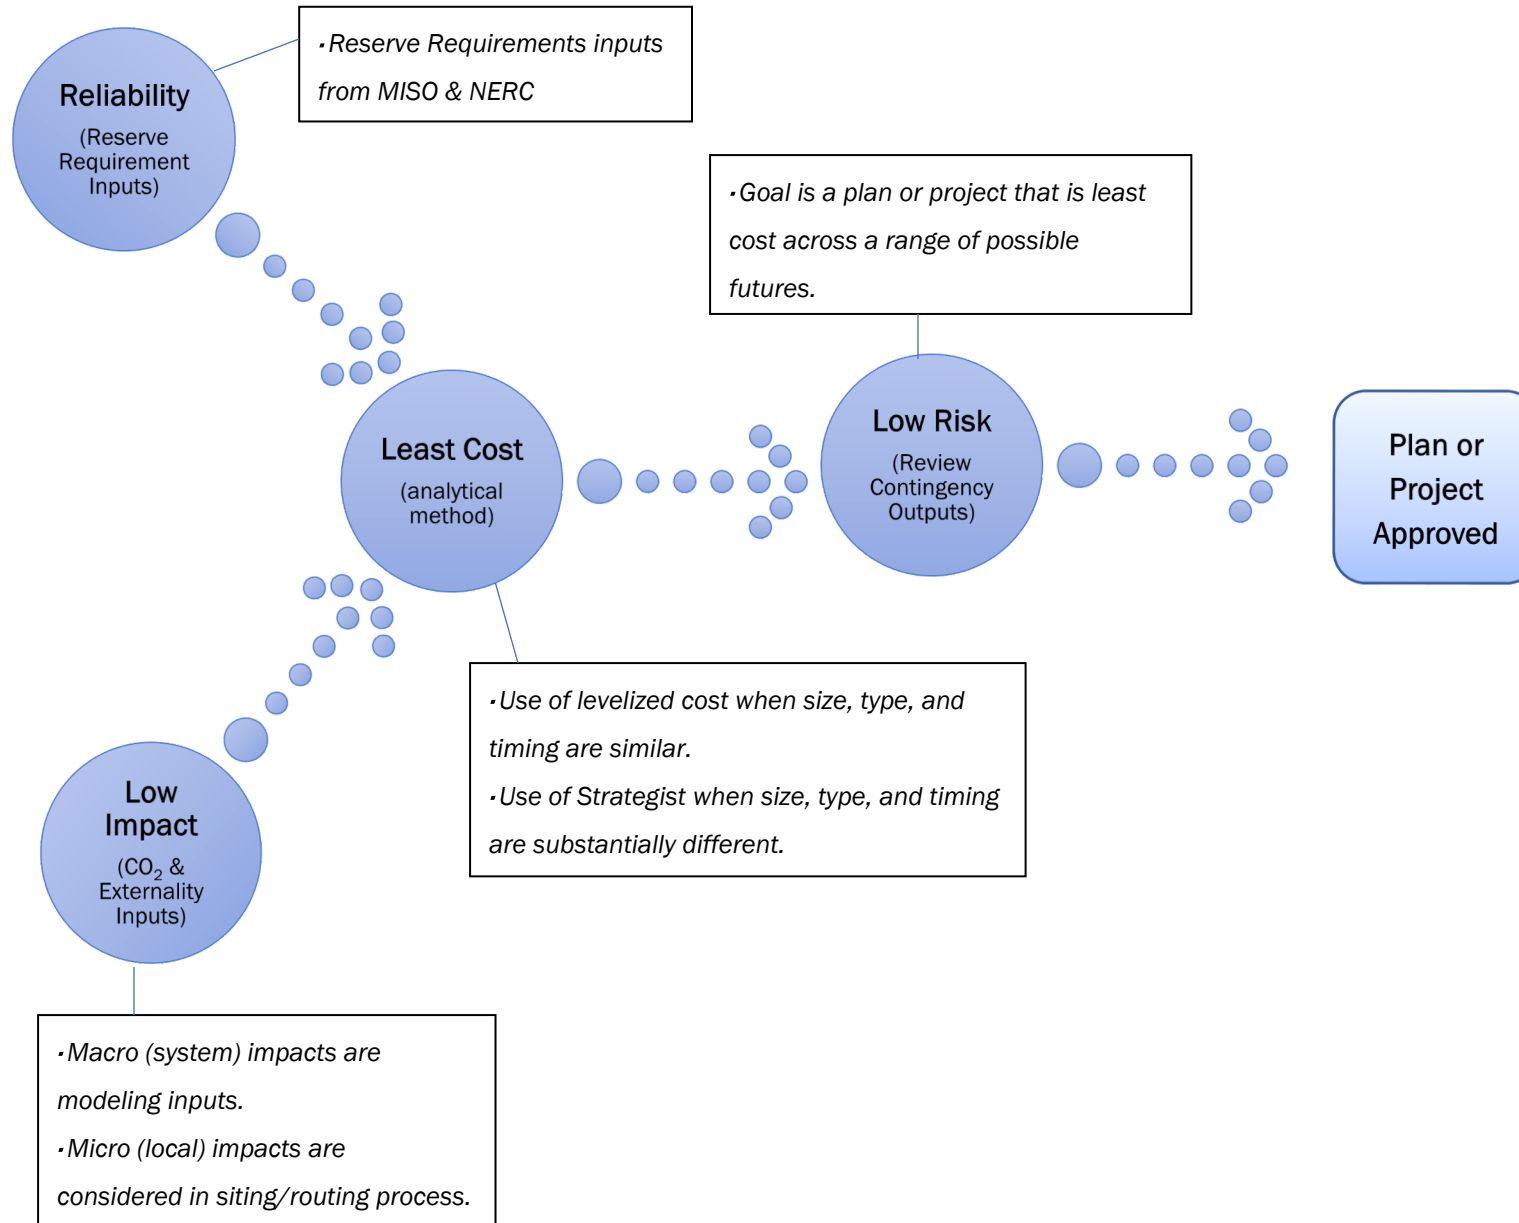 Reliability
(Reserve
Requirement
Inputs)
·Reserve Requirements inputs
from MISO & NERC
·Goal is a plan or project that is least
cost across a range of possible
futures.
Least Cost
(analytical
method)
Low Risk
(Review
Contingency
Outputs)
Plan or
Project
Approved
·Use of levelized cost when size, type, and
timing are similar.
·Use of Strategist when size, type, and timing
are substantially different.
Low
Impact
(CO₂ &
Externality
Inputs)
·Macro (system) impacts are
modeling inputs.
·Micro (local) impacts are
considered in siting/routing process.